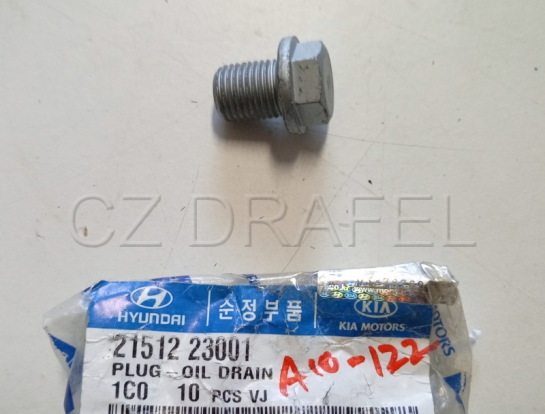 CZ DRAFEL
HYUNDAI 순정부품 KIA
KIA MOTORS
21512 23001
PLUG-OIL DRAIN
1C0 10 PCS VJ
A10-122